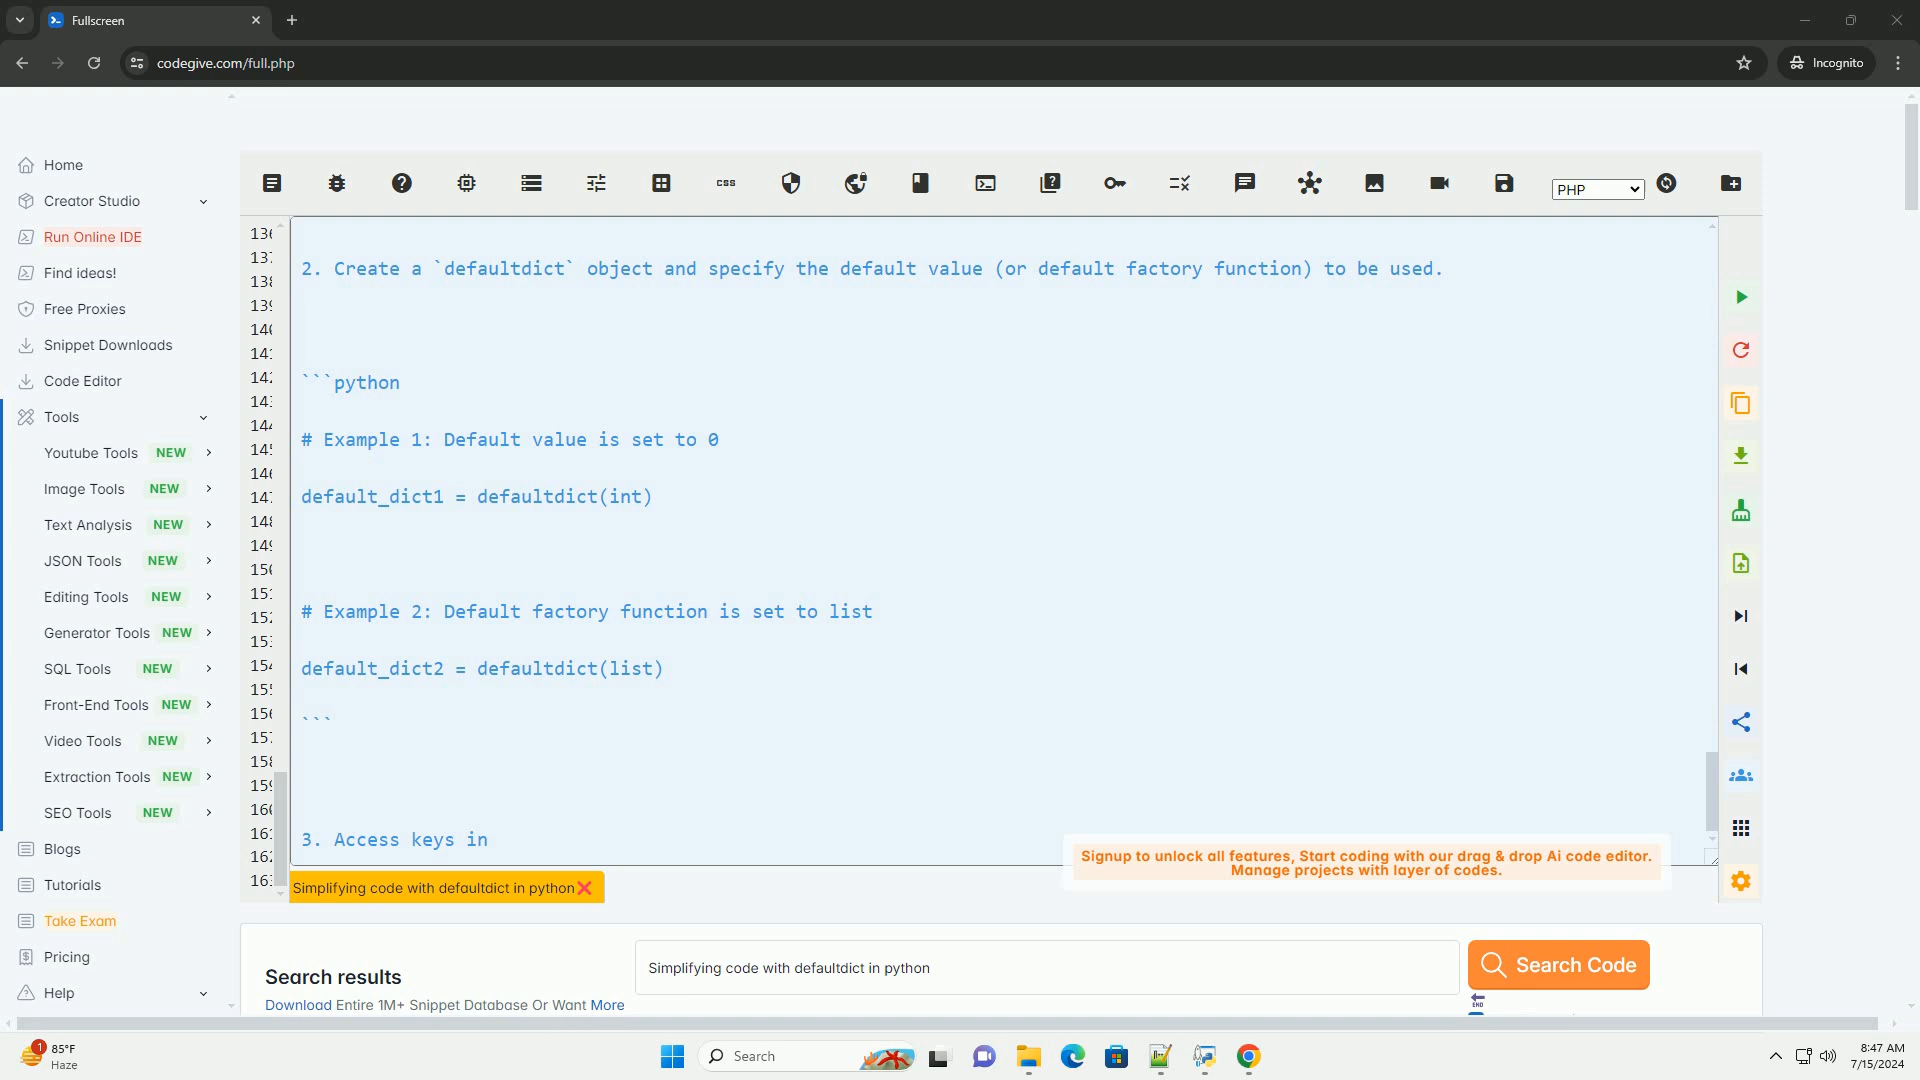 Fullscreen
codegive.com/full.php
Incognito
Home
Creator Studio
Run Online IDE
Find ideas!
Free Proxies
Snippet Downloads
Code Editor
Tools
Youtube Tools NEW
Image Tools NEW
Text Analysis NEW
JSON Tools NEW
Editing Tools NEW
Generator Tools NEW
SQL Tools NEW
Front-End Tools NEW
Video Tools NEW
Extraction Tools NEW
SEO Tools NEW
Blogs
Tutorials
Take Exam
Pricing
Help
css
PHP
2. Create a `defaultdict` object and specify the default value (or default factory function) to be used.
```python
# Example 1: Default value is set to 0
default_dict1 = defaultdict(int)
# Example 2: Default factory function is set to list
default_dict2 = defaultdict(list)
```
3. Access keys in
Signup to unlock all features, Start coding with our drag & drop Ai code editor.
Manage projects with layer of codes.
Simplifying code with defaultdict in python
Search results
Download Entire 1M+ Snippet Database Or Want More
Simplifying code with defaultdict in python
Search Code
END
1
85°F
Haze
Search
8:47 AM
7/15/2024